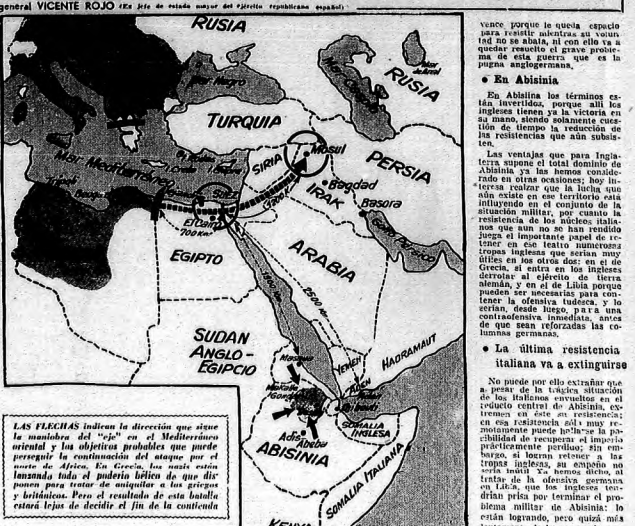 general VICENTE ROJO (Ex jefe de estado mayor del ejército republicano español)
RUSIA
Mar Negro
Mar Caspio
Mar de Aral
RUSIA
TURQUIA
SIRIA
Mosul
PERSIA
Mar Mediterráneo
Tripoli
Bagdad
IRAK
Basora
Golfo Pérsico
El Cairo
700 Km
EGIPTO
ARABIA
2500 Km
SUDAN
ANGLO-
EGIPCIO
YEMEN
HADRAMAUT
ADEN
Adis Abeba
ABISINIA
SOMALIA
INGLESA
SOMALIA ITALIANA
LAS FLECHAS indican la dirección que sigue
la maniobra del "eje" en el Mediterráneo
oriental y los objetivos probables que puede
perseguir la continuación del ataque por el
norte de Africa. En Grecia, los nazis están
lanzando todo el poderío bélico de que dis
ponen para tratar de aniquilar a los griegos
y británicos. Pero el resultado de esta batalla
estará lejos de decidir el fin de la contienda
vence porque le queda espacio
para resistir mientras su volun
tad no se abata, ni con ello va a
quedar resuelto el grave proble-
ma de esta guerra que es la
pugna anglogermana.
• En Abisinia
En Abisinia los términos es-
tán invertidos, porque allí los
ingleses tienen ya la victoria en
su mano, siendo solamente cues-
tión de tiempo la reducción de
las resistencias que aún subsis-
ten.
Las ventajas que para Ingla-
terra supone el total dominio de
Abisinia ya las hemos conside-
rado en otras ocasiones; hoy in-
teresa realzar que la lucha que
aún existe en ese territorio está
influyendo en el conjunto de la
situación militar, por cuanto la
resistencia de los núcleos italia-
nos que aun no se han rendido
juega el importante papel de re-
tener en ese teatro numerosas
tropas inglesas que serían muy
útiles en los otros dos: en el de
Grecia, si entra en los ingleses
derrotar al ejército de tierra
alemán, y en el de Libia porque
pueden ser necesarias para con-
tener la ofensiva tudesca, y lo
serían, desde luego, para una
contraofensiva inmediata, antes
de que sean reforzadas las co-
lumnas germanas.
• La última resistencia
italiana va a extinguirse
No puede por ello extrañar que
a pesar de la trágica situación
de los italianos envueltos en el
reducto central de Abisinia, ex-
tremen en éste su resistencia;
en esa resistencia sólo muy re-
motamente puede hallarse la po-
sibilidad de recuperar el imperio
prácticamente perdido; sin em-
bargo, si logran retener a las
tropas inglesas, su empeño no
sería inútil. Ya hemos dicho, al
tratar de la ofensiva germana
en Libia, que los ingleses ten-
drían prisa por terminar el pro
blema militar de Abisinia: lo
están logrando, pero quizá más